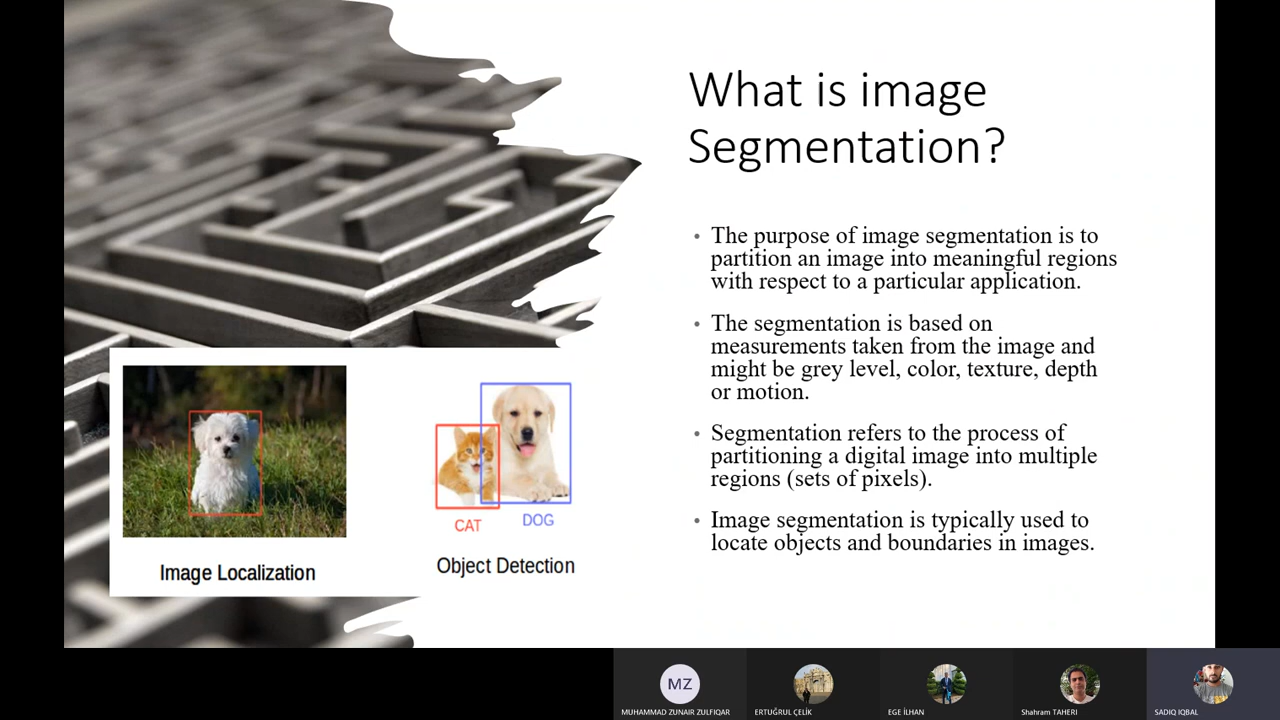 What is image
Segmentation?
• The purpose of image segmentation is to
partition an image into meaningful regions
with respect to a particular application.
• The segmentation is based on
measurements taken from the image and
might be grey level, color, texture, depth
or motion.
• Segmentation refers to the process of
partitioning a digital image into multiple
regions (sets of pixels).
• Image segmentation is typically used to
locate objects and boundaries in images.
CAT
DOG
Image Localization
Object Detection
MZ
MUHAMMAD ZUNAIR ZULFIQAR
ERTUĞRUL ÇELİK
EGE İLHAN
Shahram TAHERI
SADIQ IQBAL